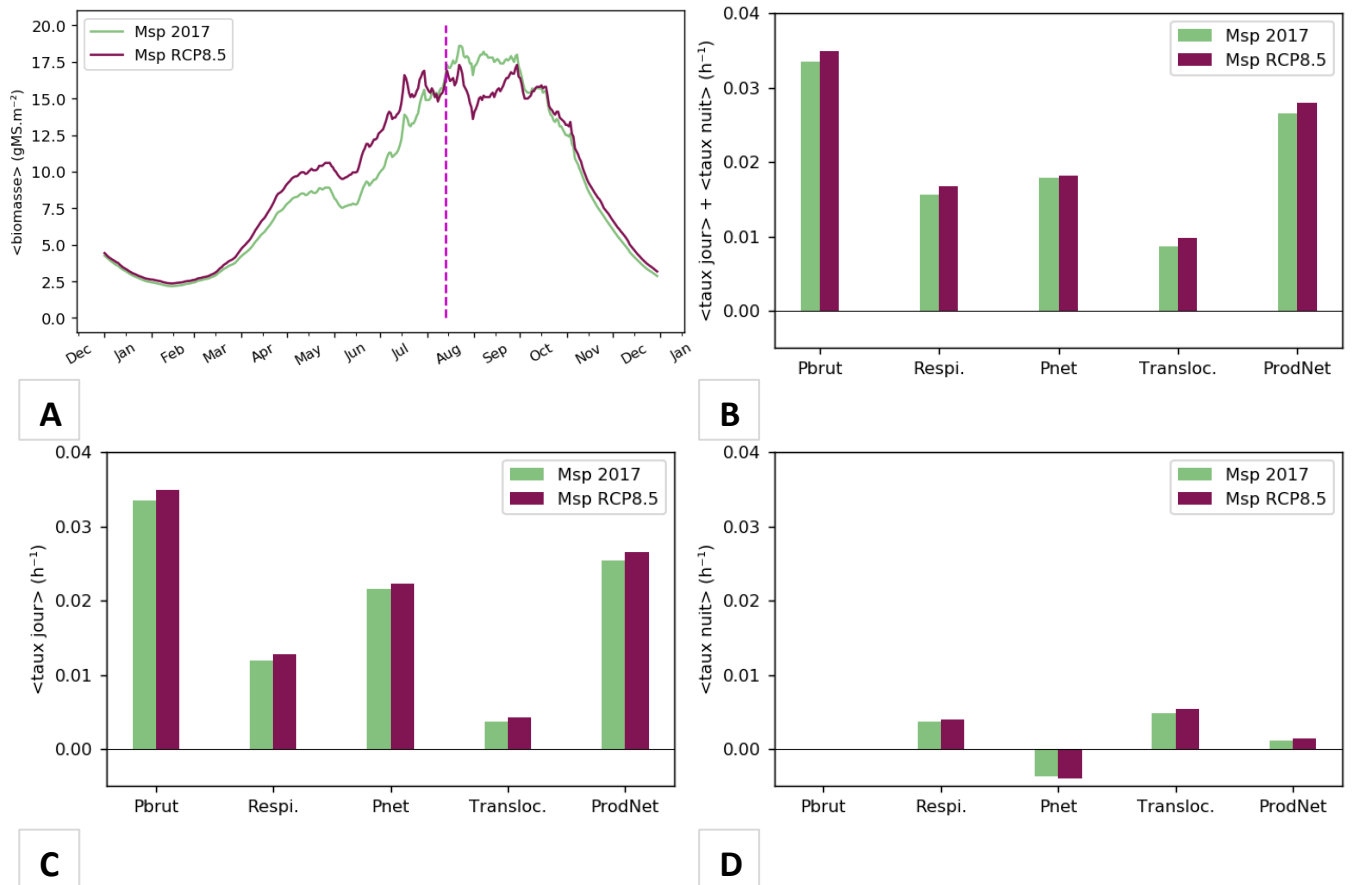 20.0
17.5
15.0
12.5
10.0
7.5
5.0
2.5
0.0
<biomasse> (gMS.m⁻²)
Msp 2017
Msp RCP8.5
Dec Jan Feb Mar Apr May Jun Jul Aug Sep Oct Nov Dec Jan
A
0.04
0.03
0.02
0.01
0.00
<taux jour> + <taux nuit> (h⁻¹)
Msp 2017
Msp RCP8.5
Pbrut Respi. Pnet Transloc. ProdNet
B
0.04
0.03
0.02
0.01
0.00
<taux jour> (h⁻¹)
Msp 2017
Msp RCP8.5
Pbrut Respi. Pnet Transloc. ProdNet
C
0.04
0.03
0.02
0.01
0.00
<taux nuit> (h⁻¹)
Msp 2017
Msp RCP8.5
Pbrut Respi. Pnet Transloc. ProdNet
D